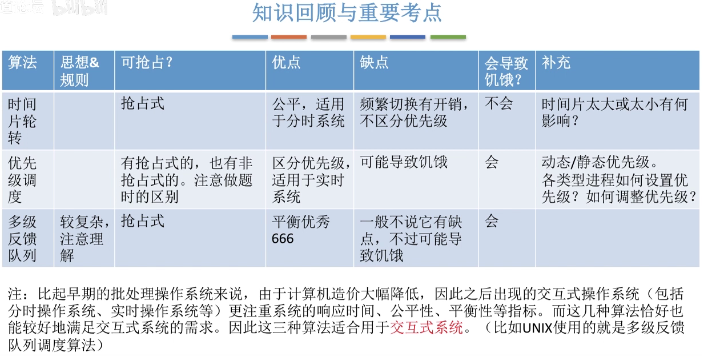 知识回顾与重要考点
算法 思想& 可抢占? 优点 缺点 会导致 补充
规则 饥饿?
时间 抢占式 公平，适用 频繁切换有开销， 不会 时间片太大或太小有何
片轮 于分时系统 不区分优先级 影响？
转
优先 有抢占式的，也有非 区分优先级， 可能导致饥饿 会 动态/静态优先级。
级调 抢占式的。注意做题 适用于实时 各类型进程如何设置优
度 时的区别 系统 先级？如何调整优先级？
多级 较复杂， 抢占式 平衡优秀 一般不说它有缺 会
反馈 注意理 666 点，不过可能导
队列 解 致饥饿
注：比起早期的批处理操作系统来说，由于计算机造价大幅降低，因此之后出现的交互式操作系统（包括
分时操作系统、实时操作系统等）更注重系统的响应时间、公平性、平衡性等指标。而这几种算法恰好也
能较好地满足交互式系统的需求。因此这三种算法适合用于交互式系统。（比如UNIX使用的就是多级反馈
队列调度算法）